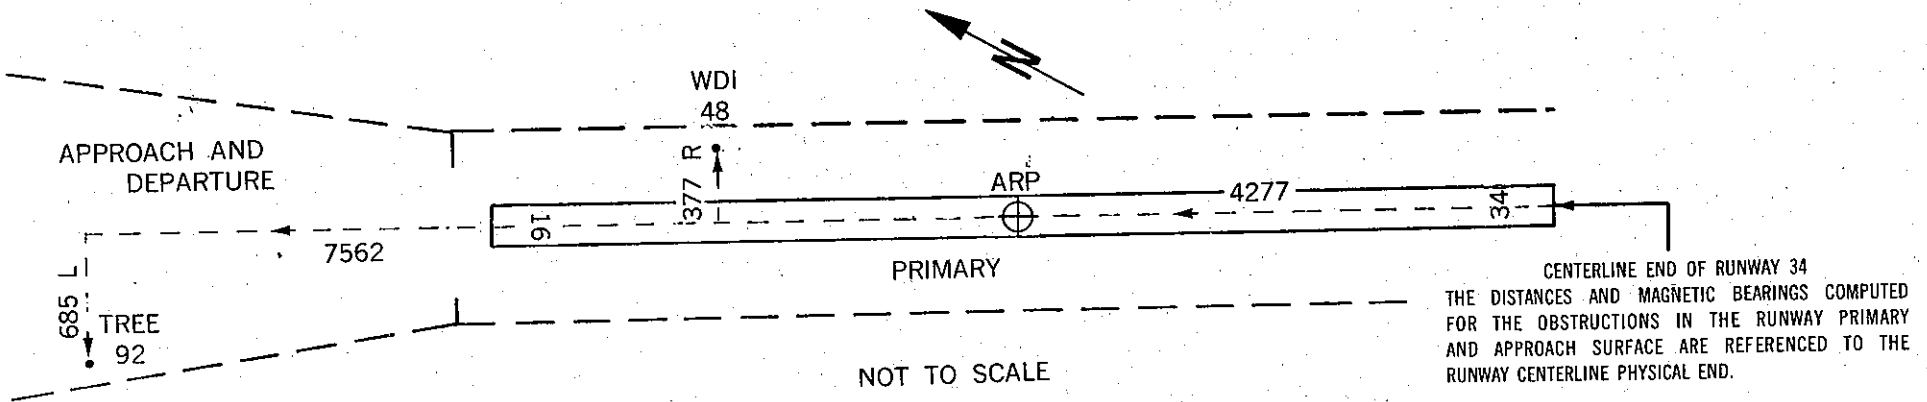 N
WDI
48
APPROACH AND
DEPARTURE
377 R
ARP
4277
34
16
7562
PRIMARY
685 L
TREE
92
NOT TO SCALE
CENTERLINE END OF RUNWAY 34
THE DISTANCES AND MAGNETIC BEARINGS COMPUTED
FOR THE OBSTRUCTIONS IN THE RUNWAY PRIMARY
AND APPROACH SURFACE ARE REFERENCED TO THE
RUNWAY CENTERLINE PHYSICAL END.